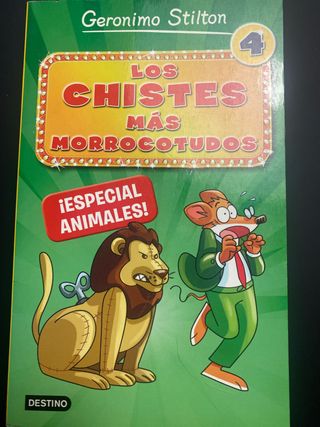 Geronimo Stilton
4
LOS
CHISTES
MÁS
MORROCOTUDOS
¡ESPECIAL
ANIMALES!
DESTINO